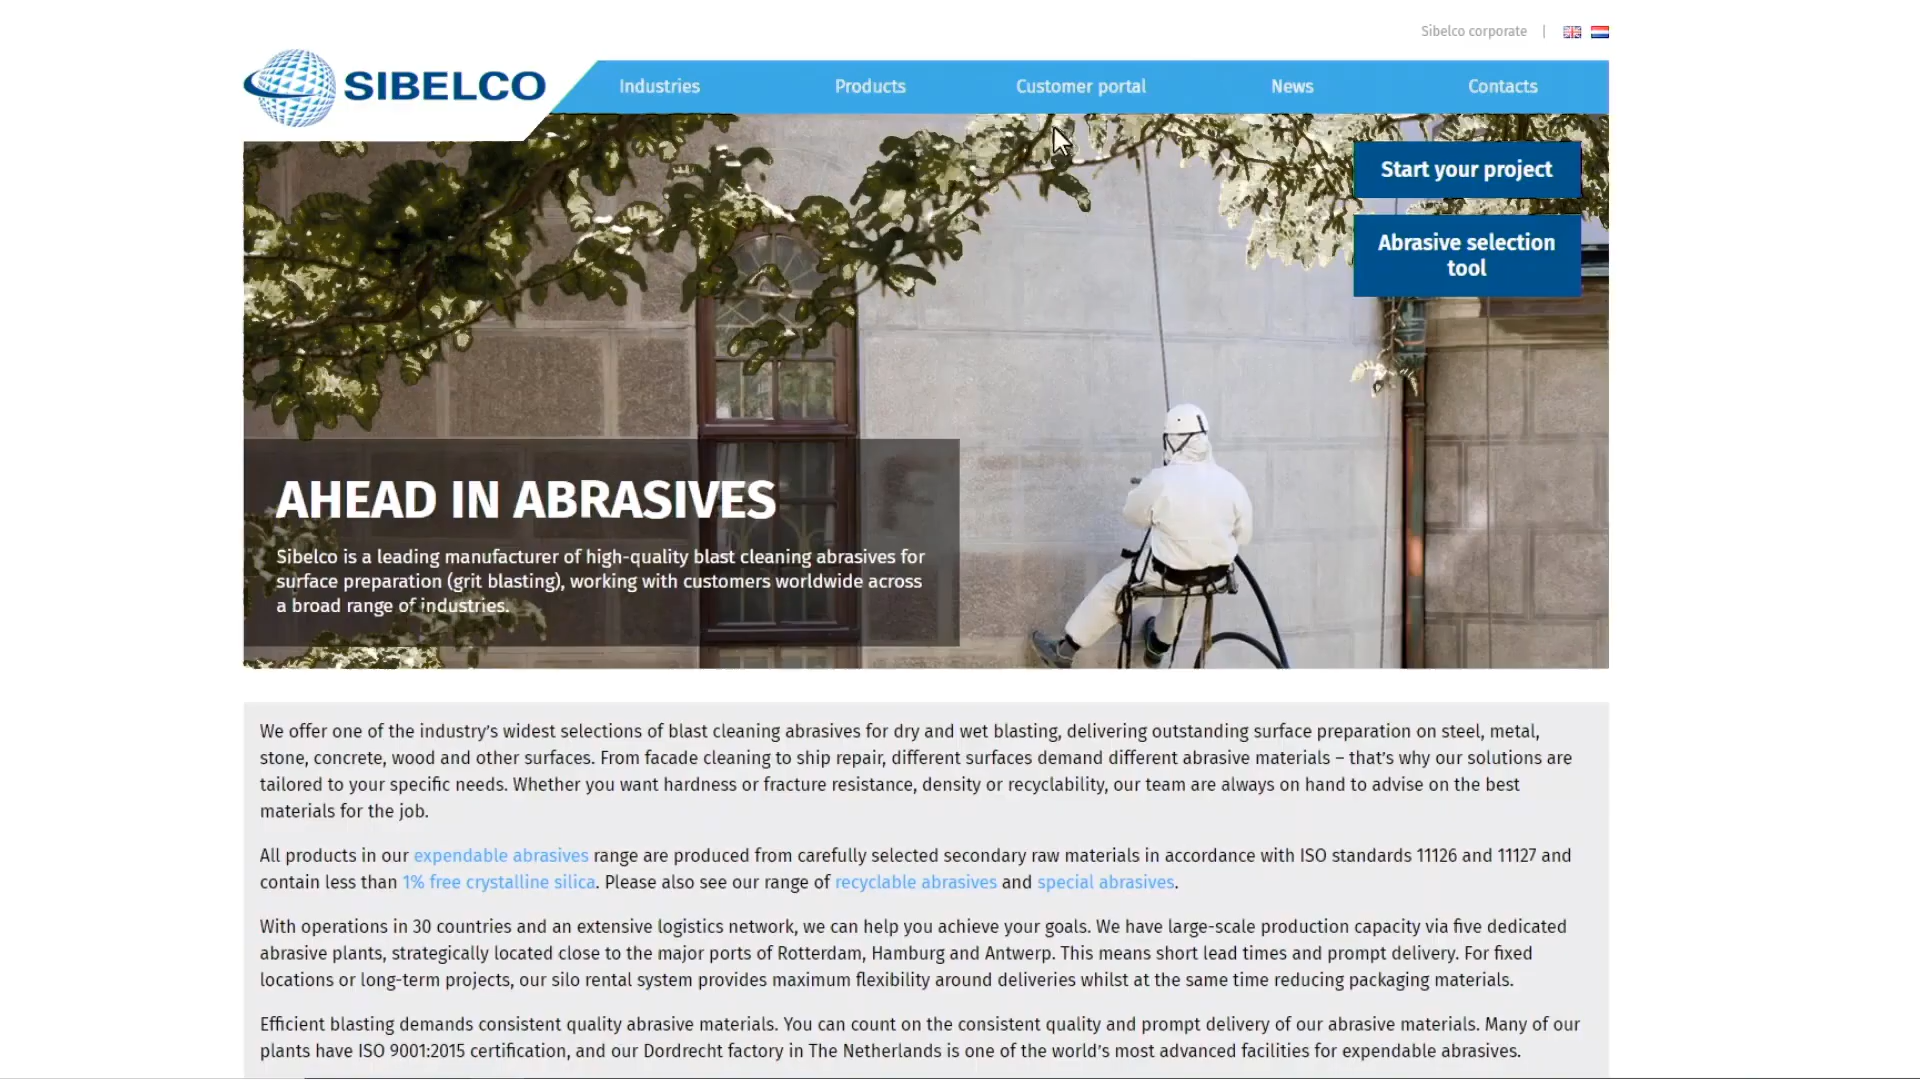 Sibelco corporate |
SIBELCO
Industries
Products
Customer portal
News
Contacts
Start your project
Abrasive selection
tool
AHEAD IN ABRASIVES
Sibelco is a leading manufacturer of high-quality blast cleaning abrasives for
surface preparation (grit blasting), working with customers worldwide across
a broad range of industries.
We offer one of the industry’s widest selections of blast cleaning abrasives for dry and wet blasting, delivering outstanding surface preparation on steel, metal,
stone, concrete, wood and other surfaces. From facade cleaning to ship repair, different surfaces demand different abrasive materials – that’s why our solutions are
tailored to your specific needs. Whether you want hardness or fracture resistance, density or recyclability, our team are always on hand to advise on the best
materials for the job.
All products in our expendable abrasives range are produced from carefully selected secondary raw materials in accordance with ISO standards 11126 and 11127 and
contain less than 1% free crystalline silica. Please also see our range of recyclable abrasives and special abrasives.
With operations in 30 countries and an extensive logistics network, we can help you achieve your goals. We have large-scale production capacity via five dedicated
abrasive plants, strategically located close to the major ports of Rotterdam, Hamburg and Antwerp. This means short lead times and prompt delivery. For fixed
locations or long-term projects, our silo rental system provides maximum flexibility around deliveries whilst at the same time reducing packaging materials.
Efficient blasting demands consistent quality abrasive materials. You can count on the consistent quality and prompt delivery of our abrasive materials. Many of our
plants have ISO 9001:2015 certification, and our Dordrecht factory in The Netherlands is one of the world’s most advanced facilities for expendable abrasives.